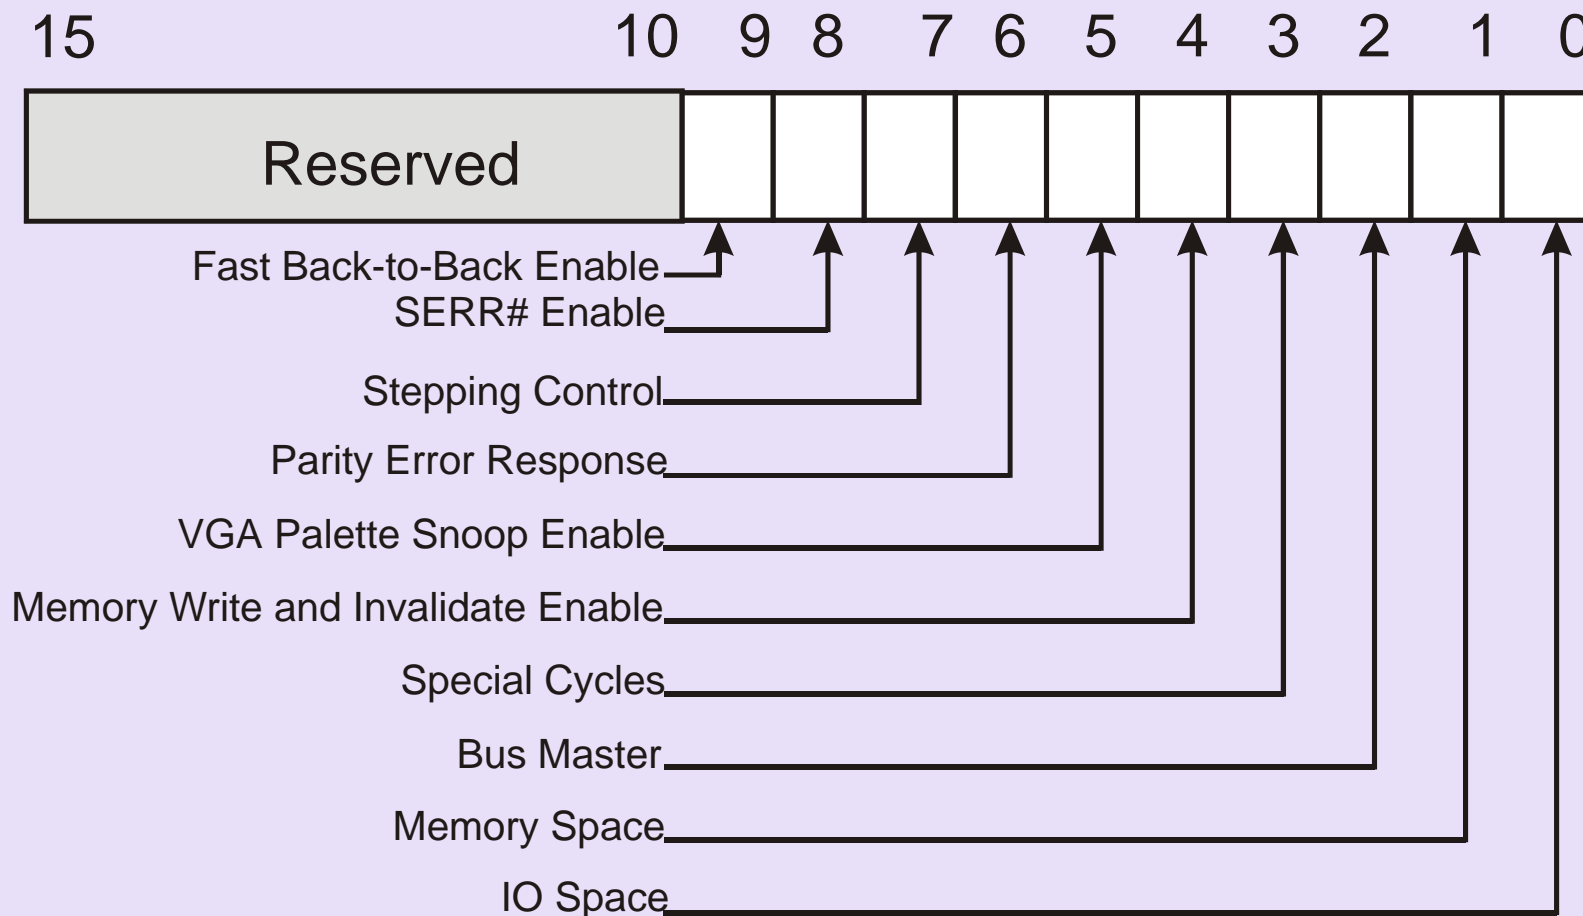 15 10 9 8 7 6 5 4 3 2 1 0
Reserved
Fast Back-to-Back Enable
SERR# Enable
Stepping Control
Parity Error Response
VGA Palette Snoop Enable
Memory Write and Invalidate Enable
Special Cycles
Bus Master
Memory Space
IO Space